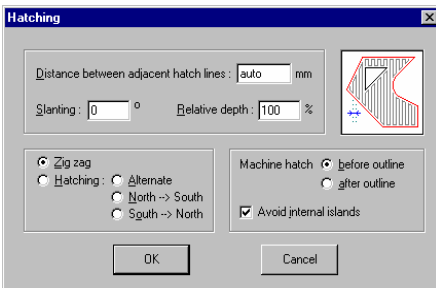 Hatching
Distance between adjacent hatch lines : auto mm
Slanting : 0 º Relative depth : 100 %
Zig zag
Hatching : Alternate
North --> South
South --> North
Machine hatch before outline
after outline
Avoid internal islands
OK Cancel